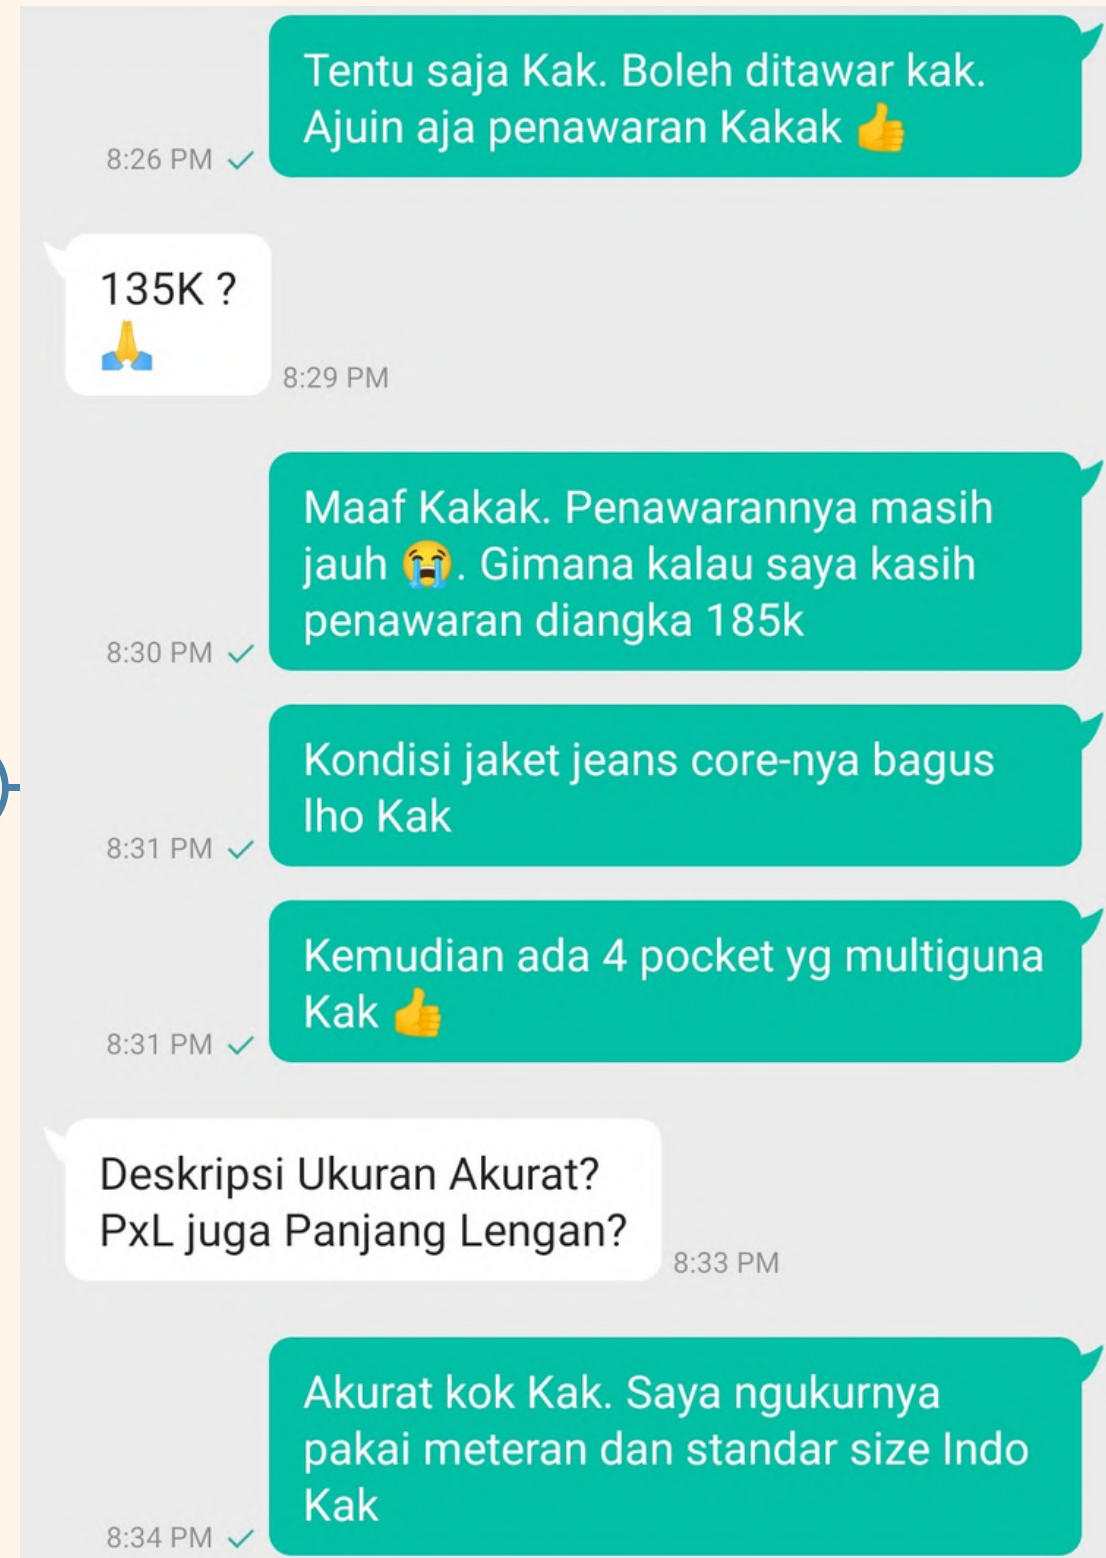 Tentu saja Kak. Boleh ditawar kak.
Ajuin aja penawaran Kakak 👍
8:26 PM ✓
135K ?
🙏
8:29 PM
Maaf Kakak. Penawarannya masih
jauh 😭. Gimana kalau saya kasih
penawaran diangka 185k
8:30 PM ✓
Kondisi jaket jeans core-nya bagus
lho Kak
8:31 PM ✓
Kemudian ada 4 pocket yg multiguna
Kak 👍
8:31 PM ✓
Deskripsi Ukuran Akurat?
PxL juga Panjang Lengan?
8:33 PM
Akurat kok Kak. Saya ngukurnya
pakai meteran dan standar size Indo
Kak
8:34 PM ✓